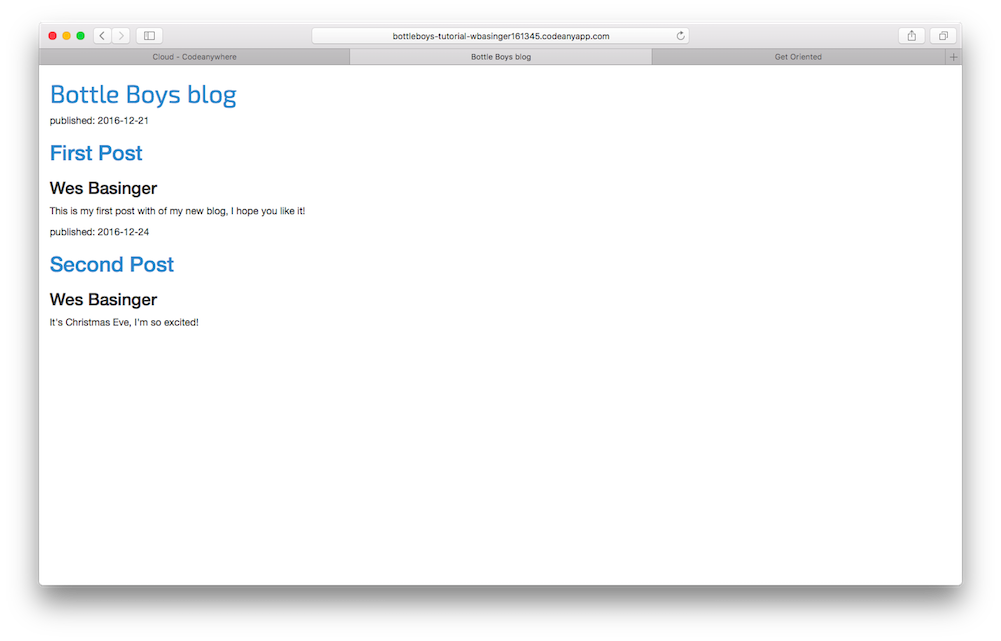 bottleboys-tutorial-wbasinger161345.codeanyapp.com
Cloud - Codeanywhere
Bottle Boys blog
Get Oriented
Bottle Boys blog
published: 2016-12-21
First Post
Wes Basinger
This is my first post with of my new blog, I hope you like it!
published: 2016-12-24
Second Post
Wes Basinger
It's Christmas Eve, I'm so excited!